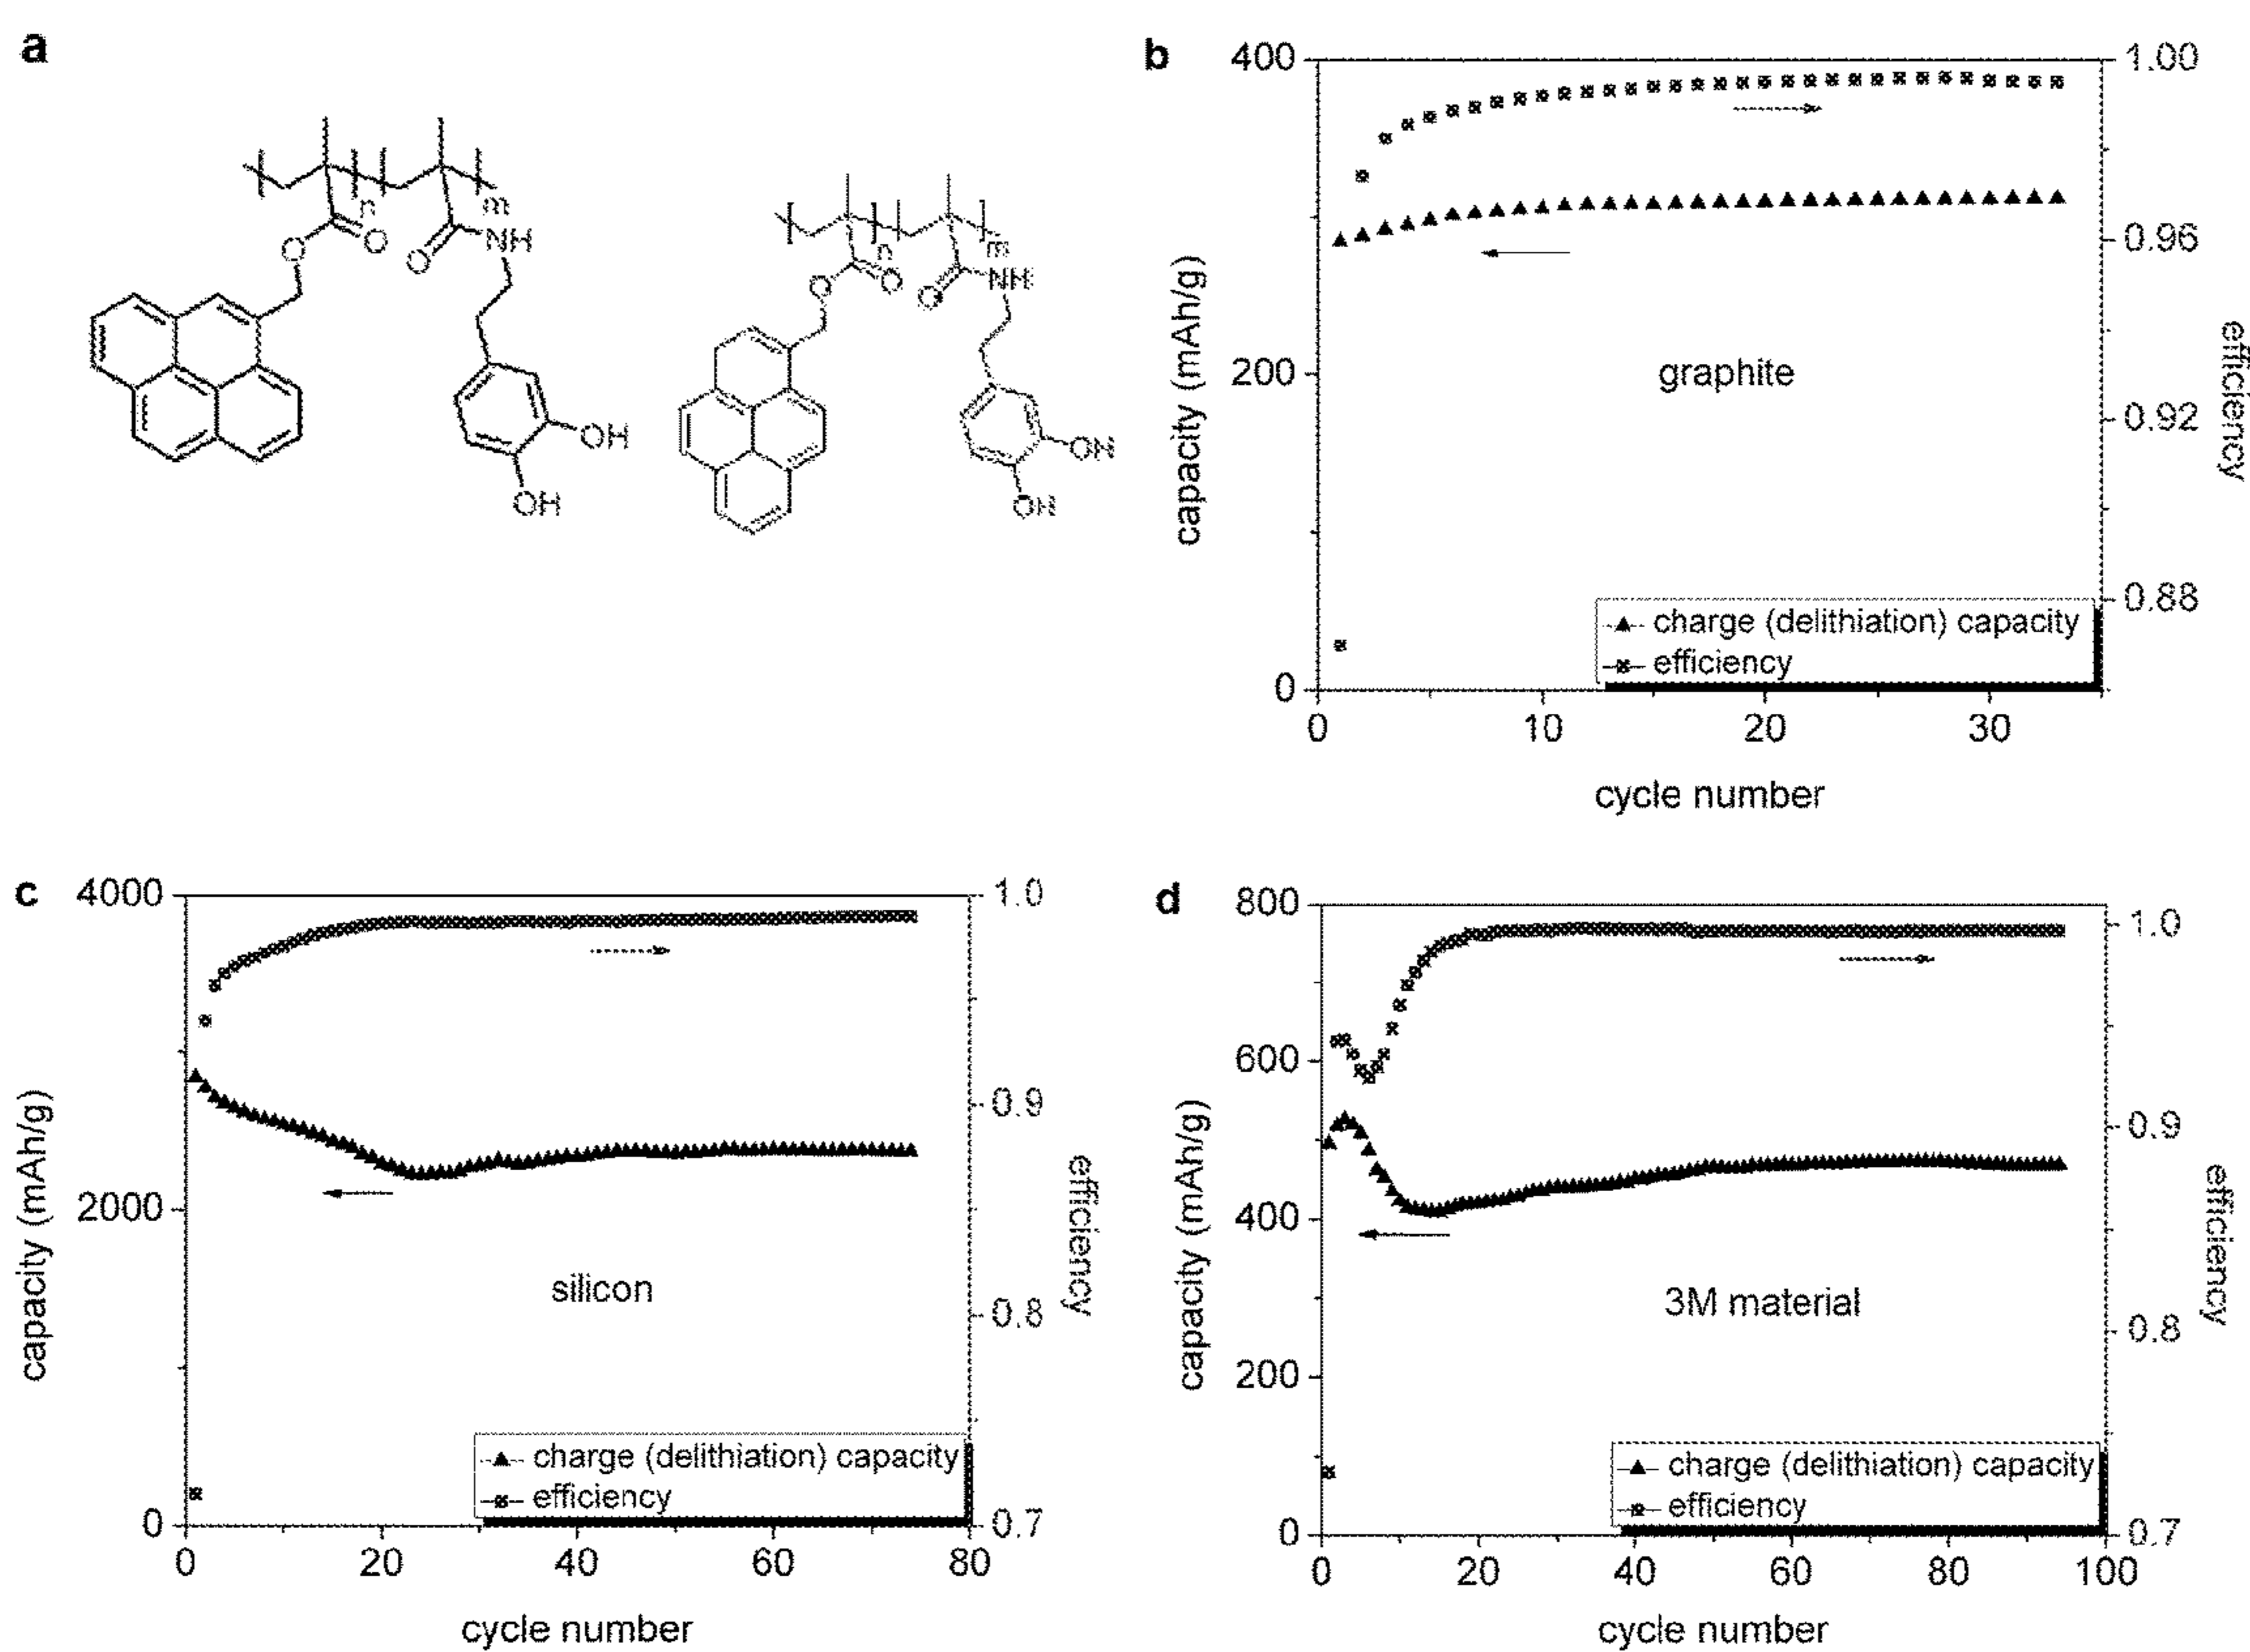 a
n
m
O
O
O
NH
OH
OH
n
m
O
O
O
NH
OH
OH
b
400
200
0
capacity (mAh/g)
1.00
0.96
0.92
0.88
efficiency
graphite
charge (delithiation) capacity
efficiency
0 10 20 30
cycle number
c
4000
2000
0
capacity (mAh/g)
1.0
0.9
0.8
0.7
efficiency
silicon
charge (delithiation) capacity
efficiency
0 20 40 60 80
cycle number
d
800
600
400
200
0
capacity (mAh/g)
1.0
0.9
0.8
0.7
efficiency
3M material
charge (delithiation) capacity
efficiency
0 20 40 60 80 100
cycle number